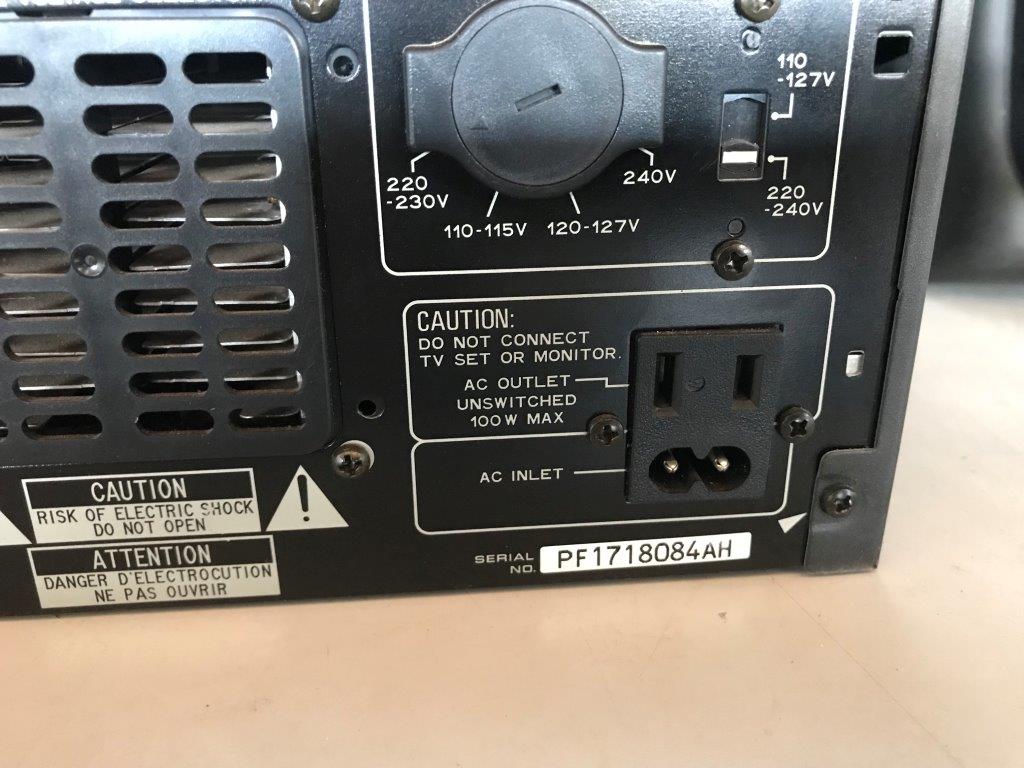 110
-127V
220
-240V
220
-230V
110-115V
120-127V
240V
CAUTION:
DO NOT CONNECT
TV SET OR MONITOR.
AC OUTLET
UNSWITCHED
100W MAX
AC INLET
CAUTION
RISK OF ELECTRIC SHOCK
DO NOT OPEN
!
ATTENTION
DANGER D'ELECTROCUTION
NE PAS OUVRIR
SERIAL
NO.
PF1718084AH